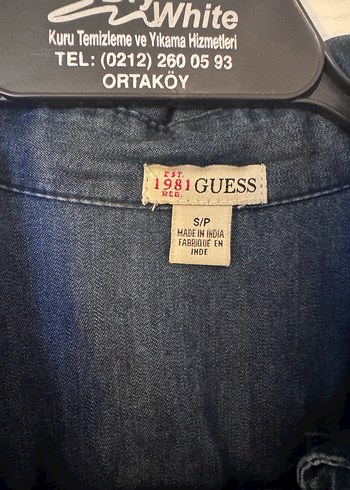 White
Kuru Temizleme ve Yıkama Hizmetleri
TEL: (0212) 260 05 93
ORTAKÖY
EST.
1981 GUESS
REG.
S/P
MADE IN INDIA
FABRIQUÉ EN
INDE